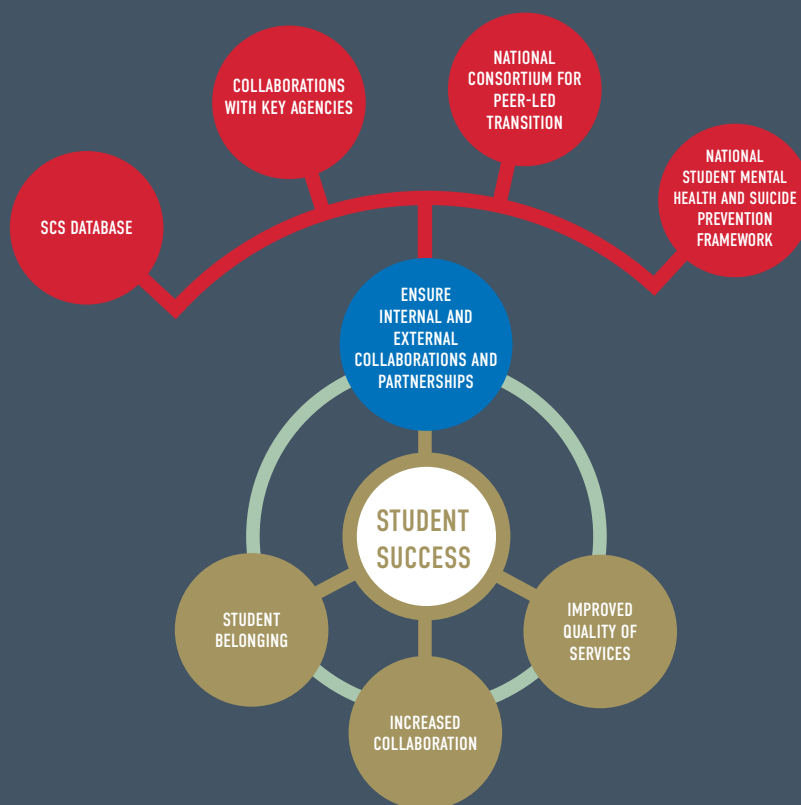 NATIONAL
CONSORTIUM FOR
PEER-LED
TRANSITION
COLLABORATIONS
WITH KEY AGENCIES
NATIONAL
STUDENT MENTAL
HEALTH AND SUICIDE
PREVENTION
FRAMEWORK
SCS DATABASE
ENSURE
INTERNAL AND
EXTERNAL
COLLABORATIONS AND
PARTNERSHIPS
STUDENT
SUCCESS
STUDENT
BELONGING
IMPROVED
QUALITY OF
SERVICES
INCREASED
COLLABORATION